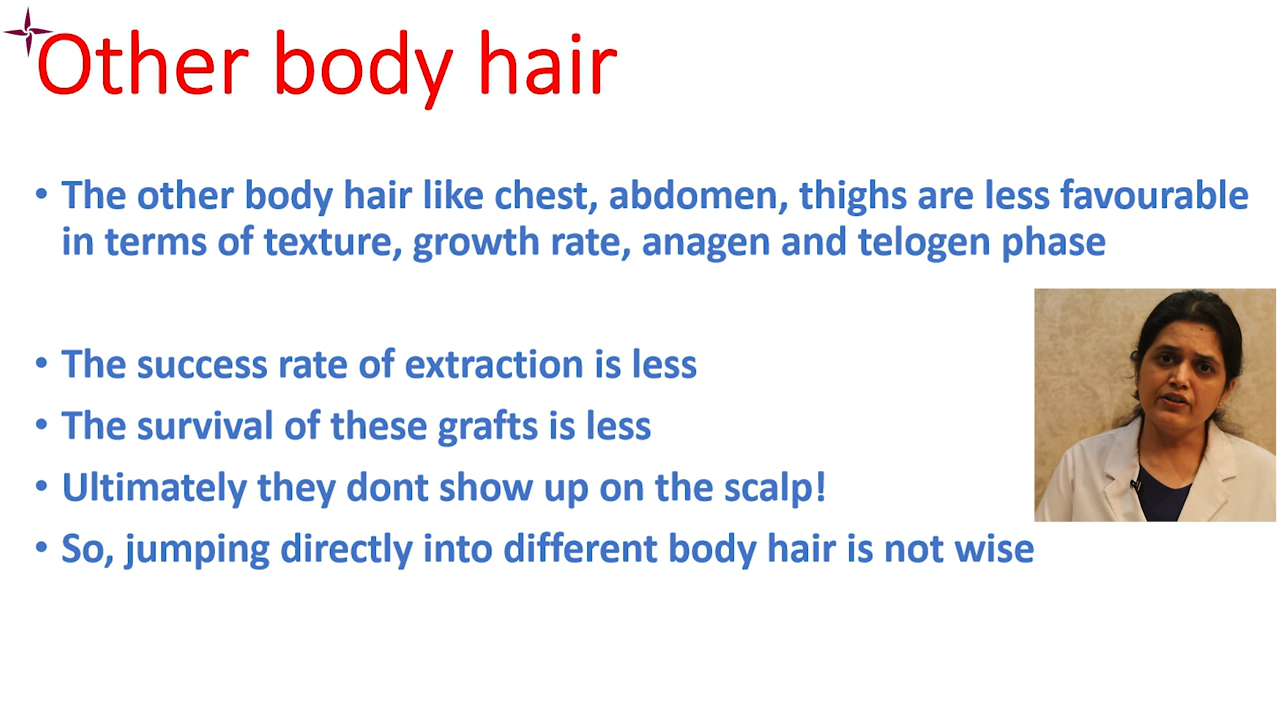 Other body hair
• The other body hair like chest, abdomen, thighs are less favourable
in terms of texture, growth rate, anagen and telogen phase
• The success rate of extraction is less
• The survival of these grafts is less
• Ultimately they dont show up on the scalp!
• So, jumping directly into different body hair is not wise